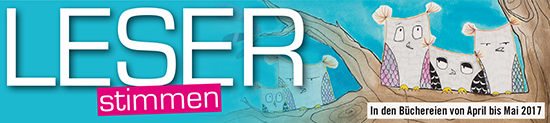 LESER
stimmen
In den Büchereien von April bis Mai 2017